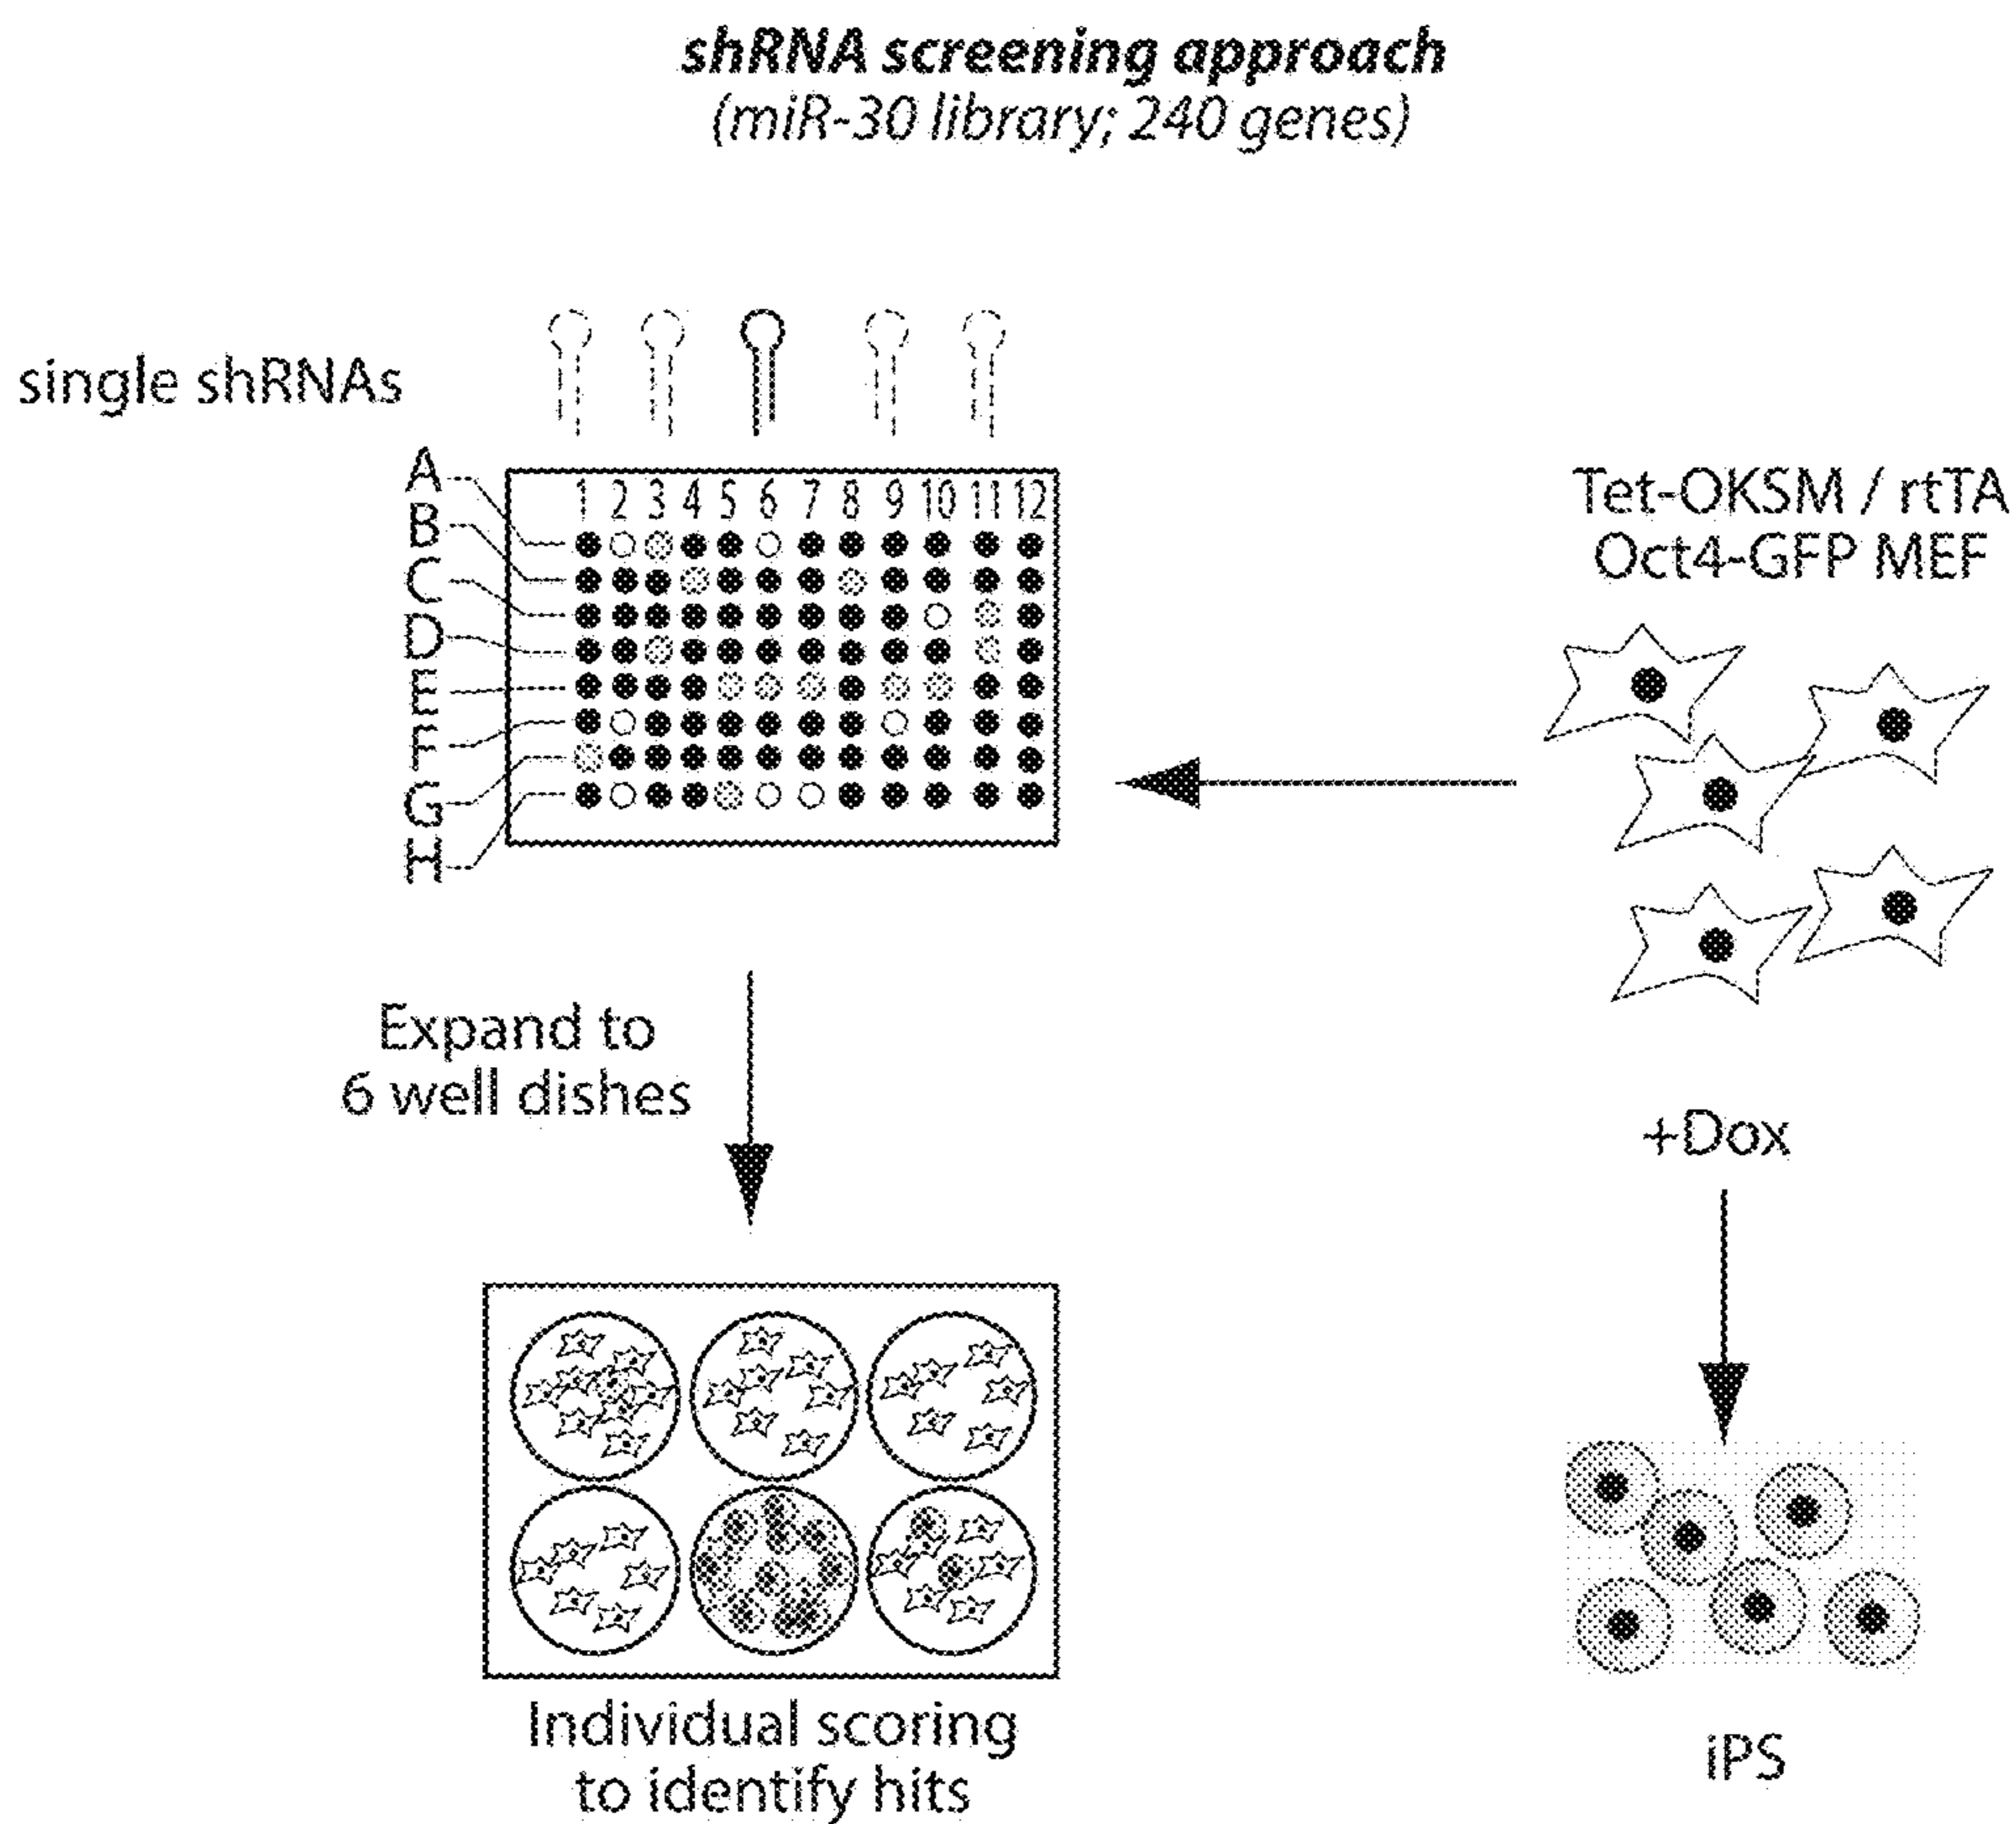 shRNA screening approach
(miR-30 library; 240 genes)
single shRNAs
A
B
C
D
E
F
G
H
1 2 3 4 5 6 7 8 9 10 11 12
Tet-OKSM / rtTA
Oct4-GFP MEF
Expand to
6 well dishes
+Dox
Individual scoring
to identify hits
iPS